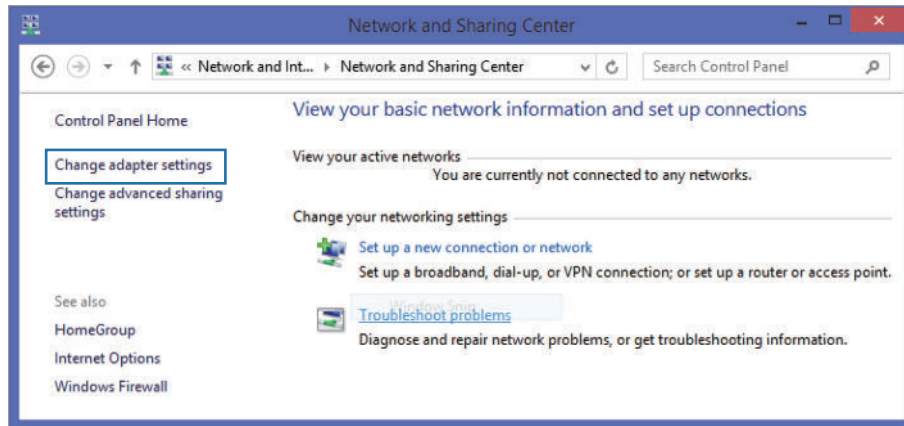 Network and Sharing Center
« Network and Int... ▸ Network and Sharing Center
Search Control Panel
Control Panel Home
Change adapter settings
Change advanced sharing
settings
See also
HomeGroup
Internet Options
Windows Firewall
View your basic network information and set up connections
View your active networks
You are currently not connected to any networks.
Change your networking settings
Set up a new connection or network
Set up a broadband, dial-up, or VPN connection; or set up a router or access point.
Window Snip
Troubleshoot problems
Diagnose and repair network problems, or get troubleshooting information.